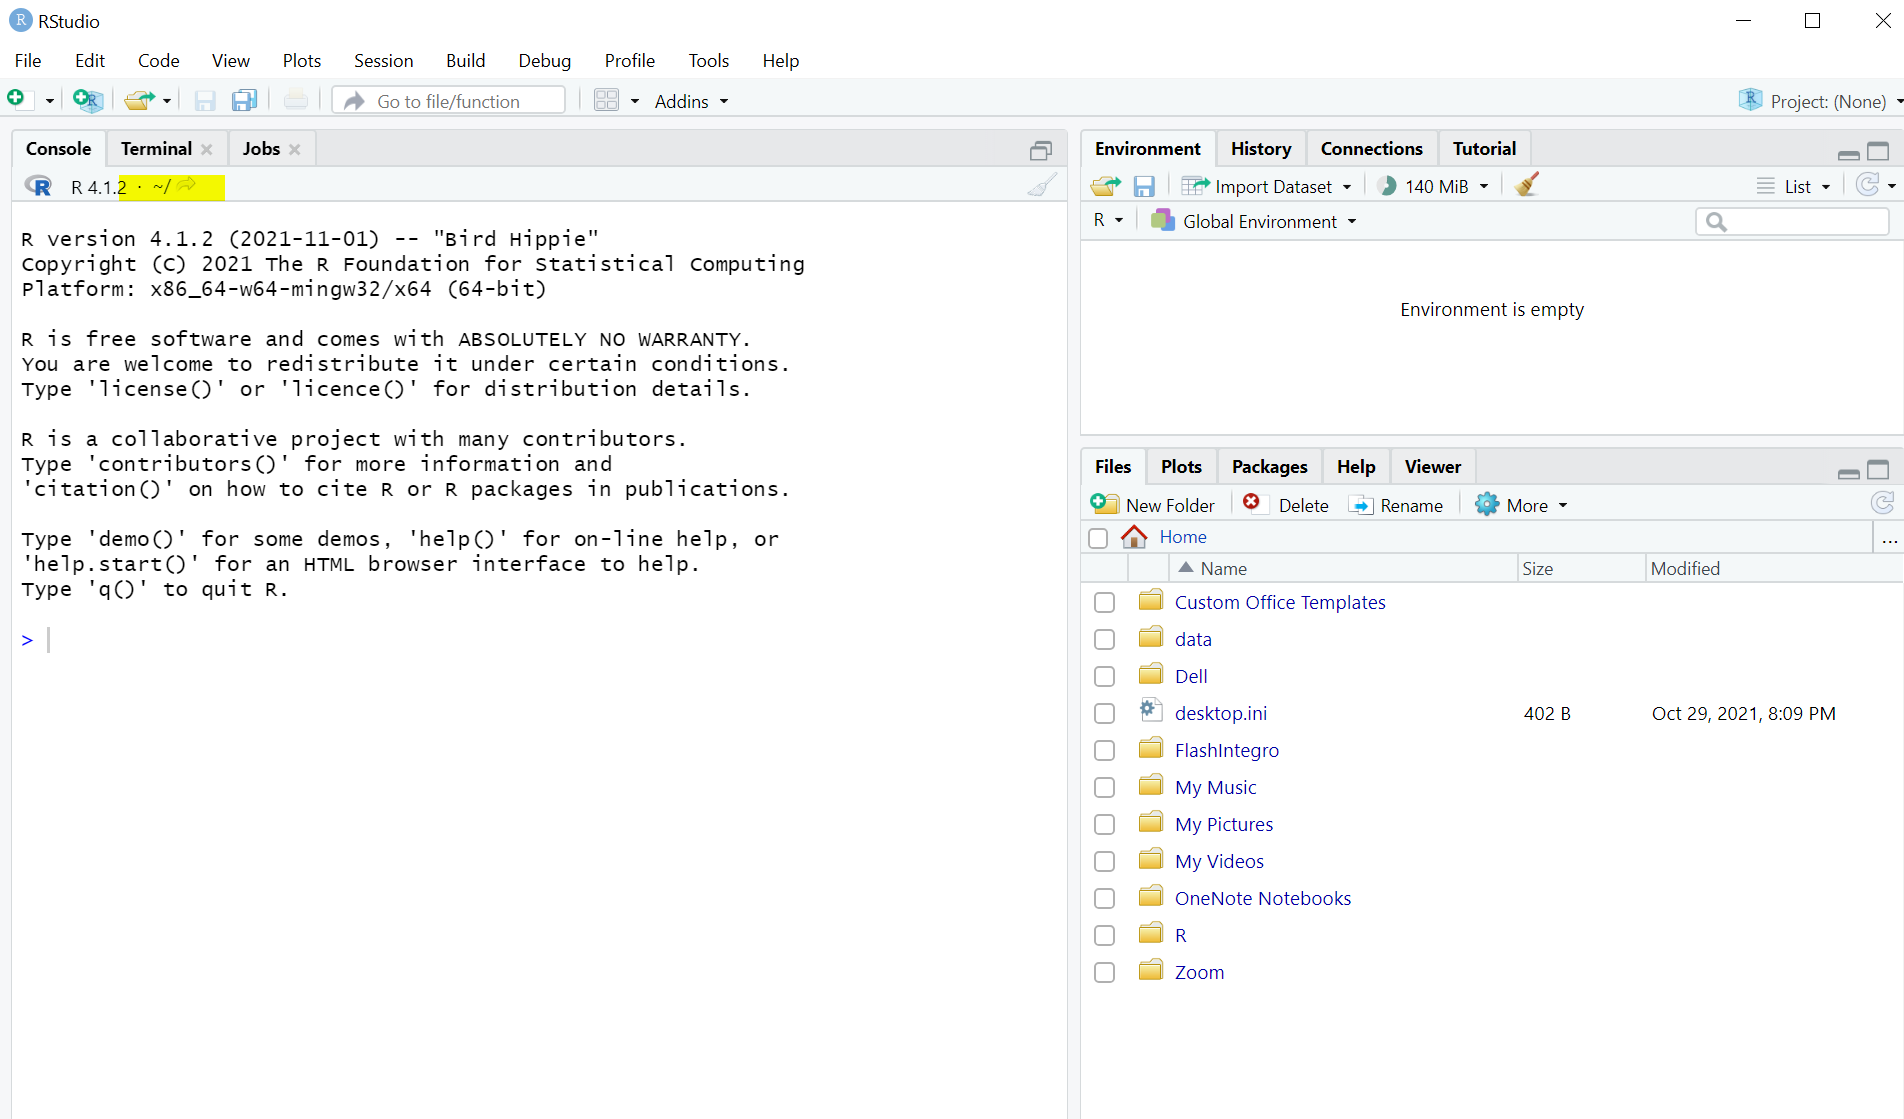 RStudio
File Edit Code View Plots Session Build Debug Profile Tools Help
Go to file/function Addins Project: (None)
Console Terminal Jobs
R 4.1.2 · ~/
R version 4.1.2 (2021-11-01) -- "Bird Hippie"
Copyright (C) 2021 The R Foundation for Statistical Computing
Platform: x86_64-w64-mingw32/x64 (64-bit)
R is free software and comes with ABSOLUTELY NO WARRANTY.
You are welcome to redistribute it under certain conditions.
Type 'license()' or 'licence()' for distribution details.
R is a collaborative project with many contributors.
Type 'contributors()' for more information and
'citation()' on how to cite R or R packages in publications.
Type 'demo()' for some demos, 'help()' for on-line help, or
'help.start()' for an HTML browser interface to help.
Type 'q()' to quit R.
>
Environment History Connections Tutorial
Import Dataset 140 MiB List
R Global Environment
Environment is empty
Files Plots Packages Help Viewer
New Folder Delete Rename More
Home ...
Name Size Modified
Custom Office Templates
data
Dell
desktop.ini 402 B Oct 29, 2021, 8:09 PM
FlashIntegro
My Music
My Pictures
My Videos
OneNote Notebooks
R
Zoom